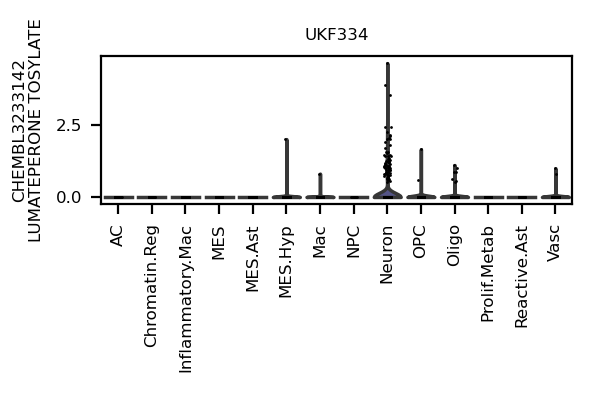 UKF334
CHEMBL3233142
LUMATEPERONE TOSYLATE
2.5
0.0
AC
Chromatin.Reg
Inflammatory.Mac
MES
MES.Ast
MES.Hyp
Mac
NPC
Neuron
OPC
Oligo
Prolif.Metab
Reactive.Ast
Vasc